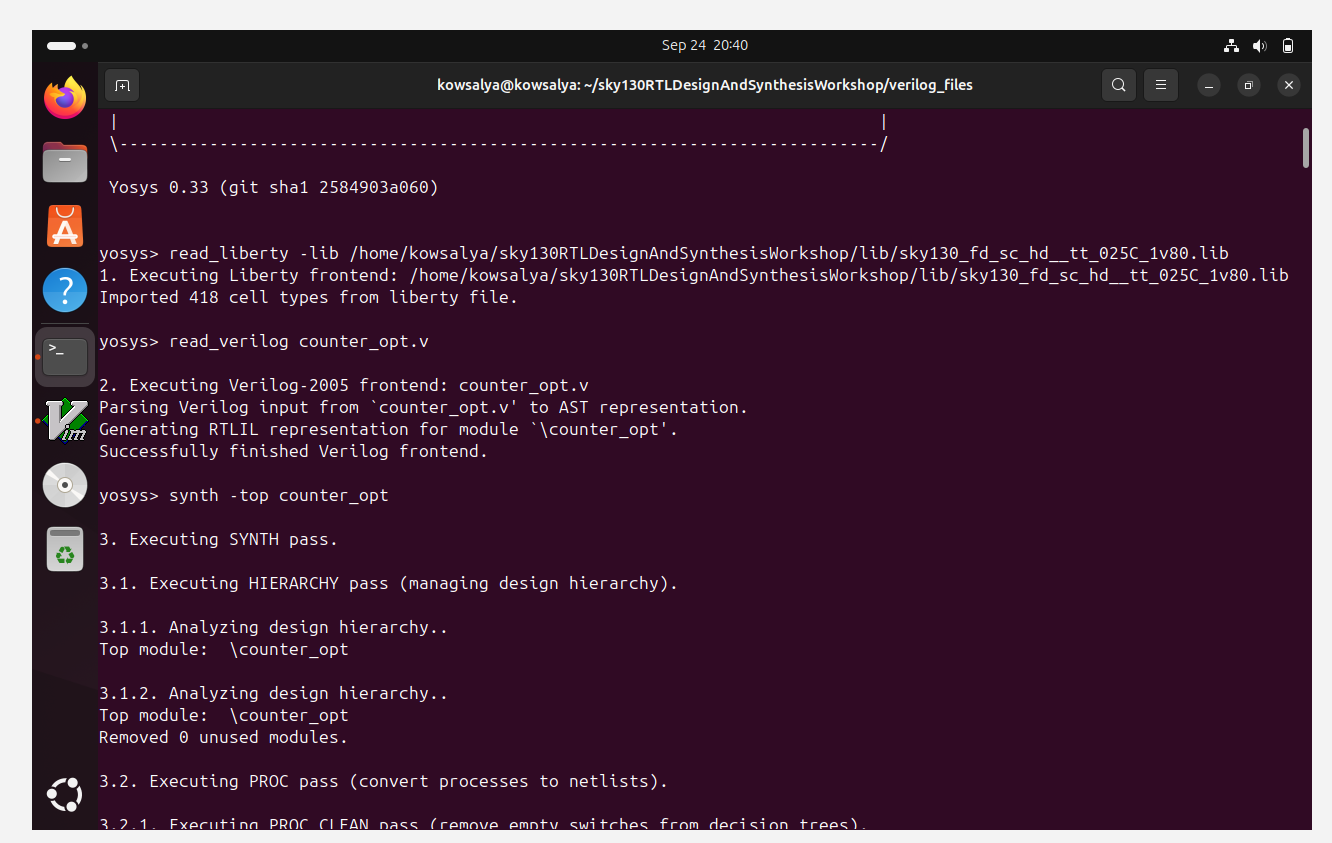 Sep 24 20:40
kowsalya@kowsalya: ~/sky130RTLDesignAndSynthesisWorkshop/verilog_files
| |
\----------------------------------------------------------------------------/
Yosys 0.33 (git sha1 2584903a060)
yosys> read_liberty -lib /home/kowsalya/sky130RTLDesignAndSynthesisWorkshop/lib/sky130_fd_sc_hd__tt_025C_1v80.lib
1. Executing Liberty frontend: /home/kowsalya/sky130RTLDesignAndSynthesisWorkshop/lib/sky130_fd_sc_hd__tt_025C_1v80.lib
Imported 418 cell types from liberty file.
yosys> read_verilog counter_opt.v
2. Executing Verilog-2005 frontend: counter_opt.v
Parsing Verilog input from `counter_opt.v' to AST representation.
Generating RTLIL representation for module `\counter_opt'.
Successfully finished Verilog frontend.
yosys> synth -top counter_opt
3. Executing SYNTH pass.
3.1. Executing HIERARCHY pass (managing design hierarchy).
3.1.1. Analyzing design hierarchy..
Top module:  \counter_opt
3.1.2. Analyzing design hierarchy..
Top module:  \counter_opt
Removed 0 unused modules.
3.2. Executing PROC pass (convert processes to netlists).
3.2.1. Executing PROC_CLEAN pass (remove empty switches from decision trees).